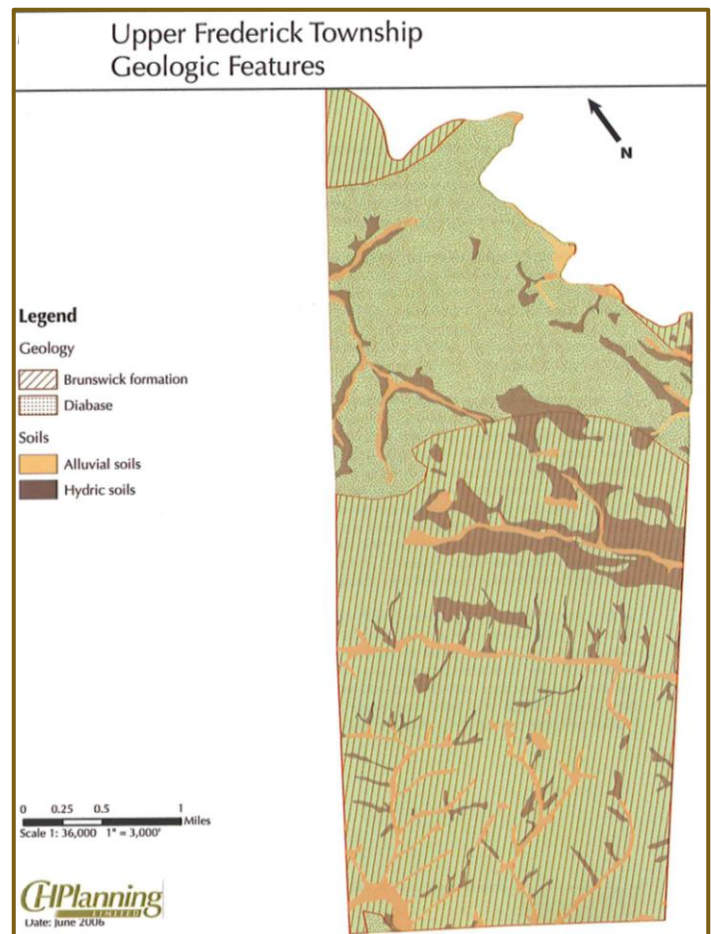 Upper Frederick Township
Geologic Features
N
Legend
Geology
Brunswick formation
Diabase
Soils
Alluvial soils
Hydric soils
0 0.25 0.5 1
Miles
Scale 1: 36,000 1" = 3,000'
CHPlanning
LIMITED
Date: June 2006